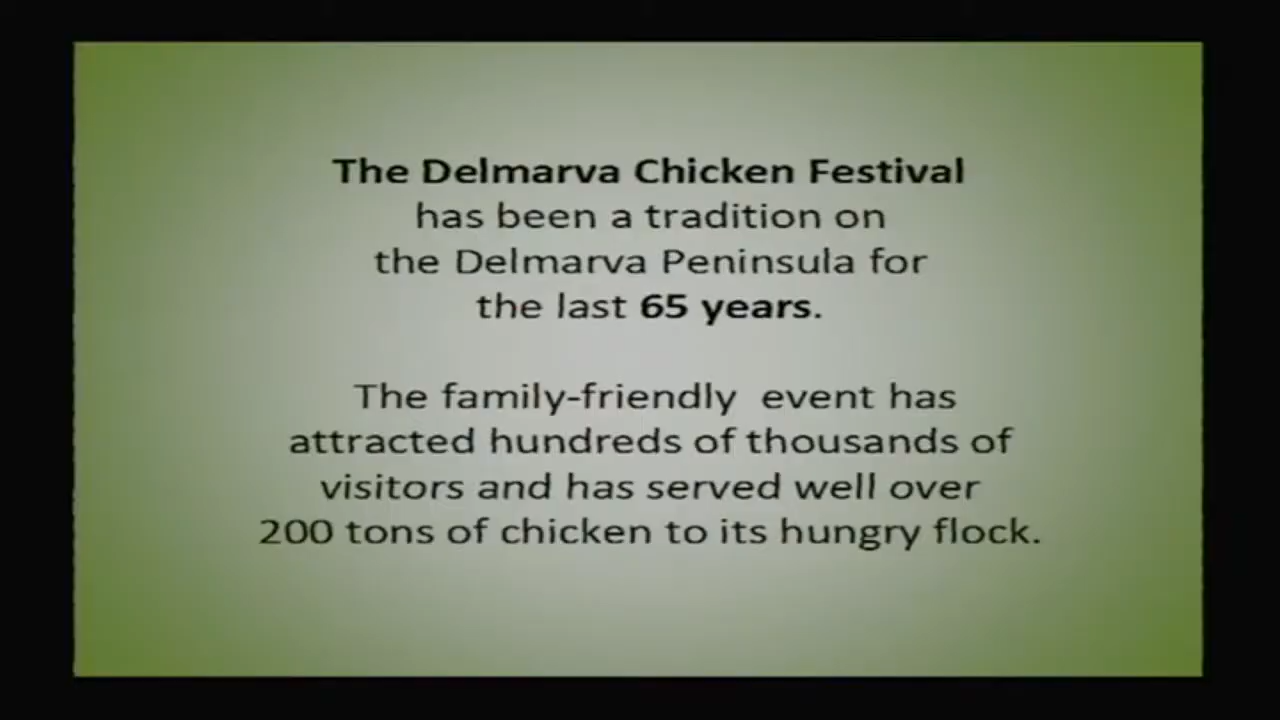 The Delmarva Chicken Festival
has been a tradition on
the Delmarva Peninsula for
the last 65 years.
The family-friendly  event has
attracted hundreds of thousands of
visitors and has served well over
200 tons of chicken to its hungry flock.